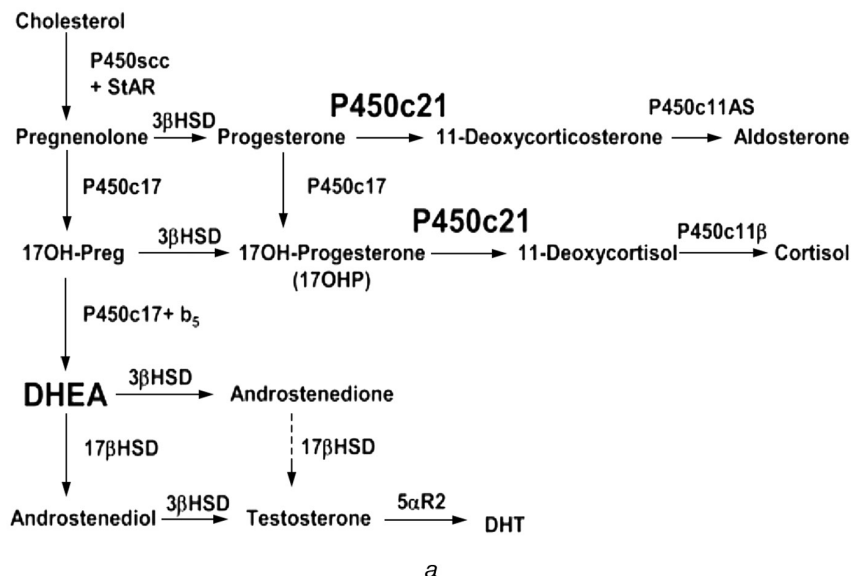 Cholesterol
P450scc
+ StAR
P450c21
P450c11AS
3βHSD
Pregnenolone Progesterone 11-Deoxycorticosterone Aldosterone
P450c17 P450c17
P450c21
3βHSD P450c11β
17OH-Preg 17OH-Progesterone 11-Deoxycortisol Cortisol
(17OHP)
P450c17+ b₅
3βHSD
DHEA Androstenedione
17βHSD 17βHSD
3βHSD 5αR2
Androstenediol Testosterone DHT
a